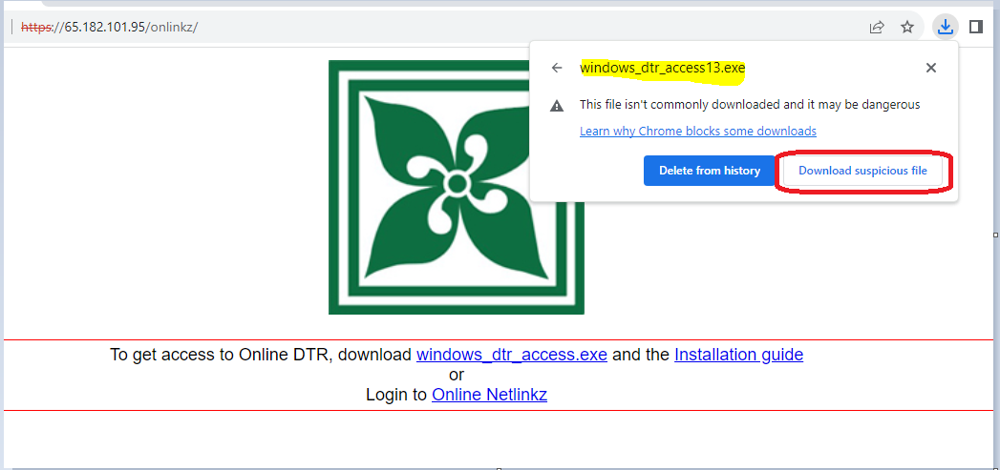 https://65.182.101.95/onlinkz/
windows_dtr_access13.exe
This file isn't commonly downloaded and it may be dangerous
Learn why Chrome blocks some downloads
Delete from history Download suspicious file
To get access to Online DTR, download windows_dtr_access.exe and the Installation guide
or
Login to Online Netlinkz